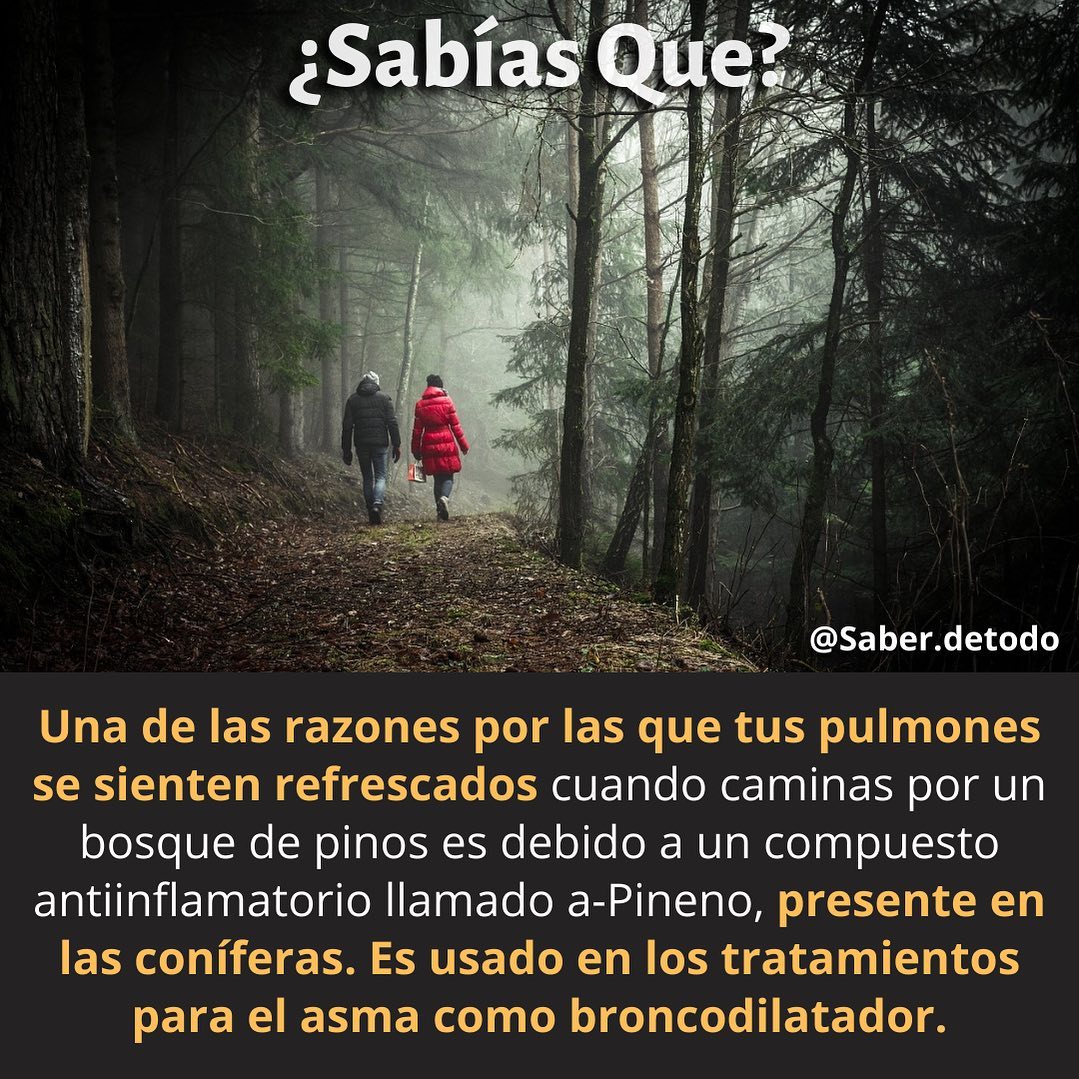 ¿Sabías Que?
@Saber.detodo
Una de las razones por las que tus pulmones
se sienten refrescados cuando caminas por un
bosque de pinos es debido a un compuesto
antiinflamatorio llamado a-Pineno, presente en
las coníferas. Es usado en los tratamientos
para el asma como broncodilatador.